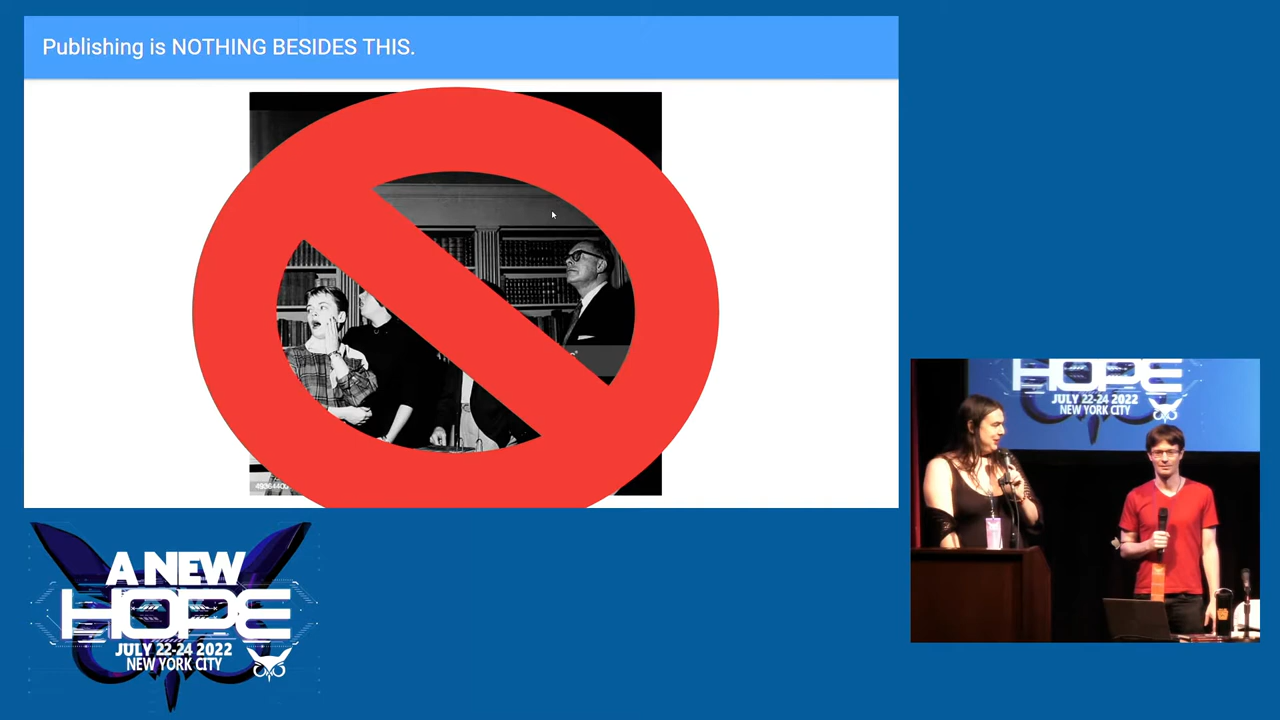 Publishing is NOTHING BESIDES THIS.
HOPE
JULY 22-24 2022
NEW YORK CITY
A NEW
HOPE
JULY 22-24 2022
NEW YORK CITY